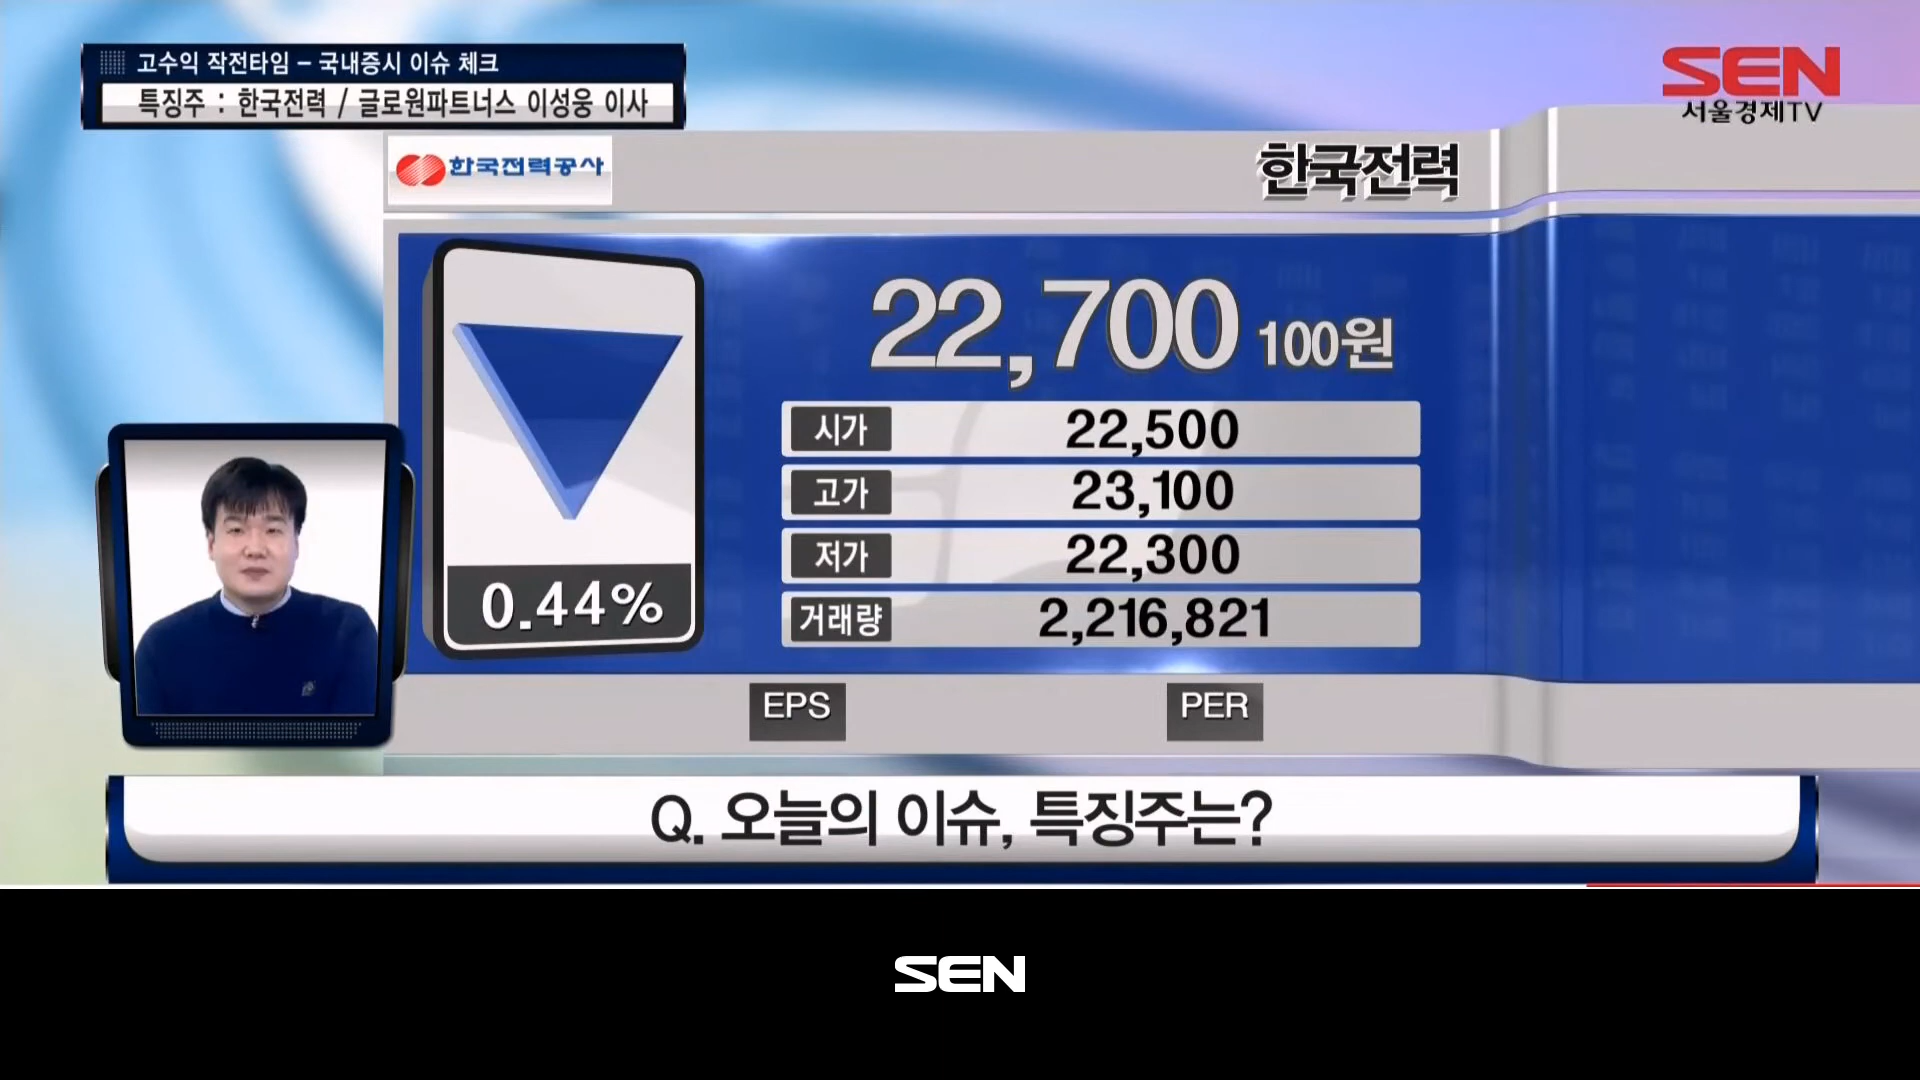 고수익 작전타임 – 국내증시 이슈 체크
특징주 : 한국전력 / 글로원파트너스 이성웅 이사
SEN
서울경제TV
한국전력공사
한국전력
22,700 100원
시가 22,500
고가 23,100
저가 22,300
거래량 2,216,821
0.44%
EPS
PER
Q. 오늘의 이슈, 특징주는?
SEN